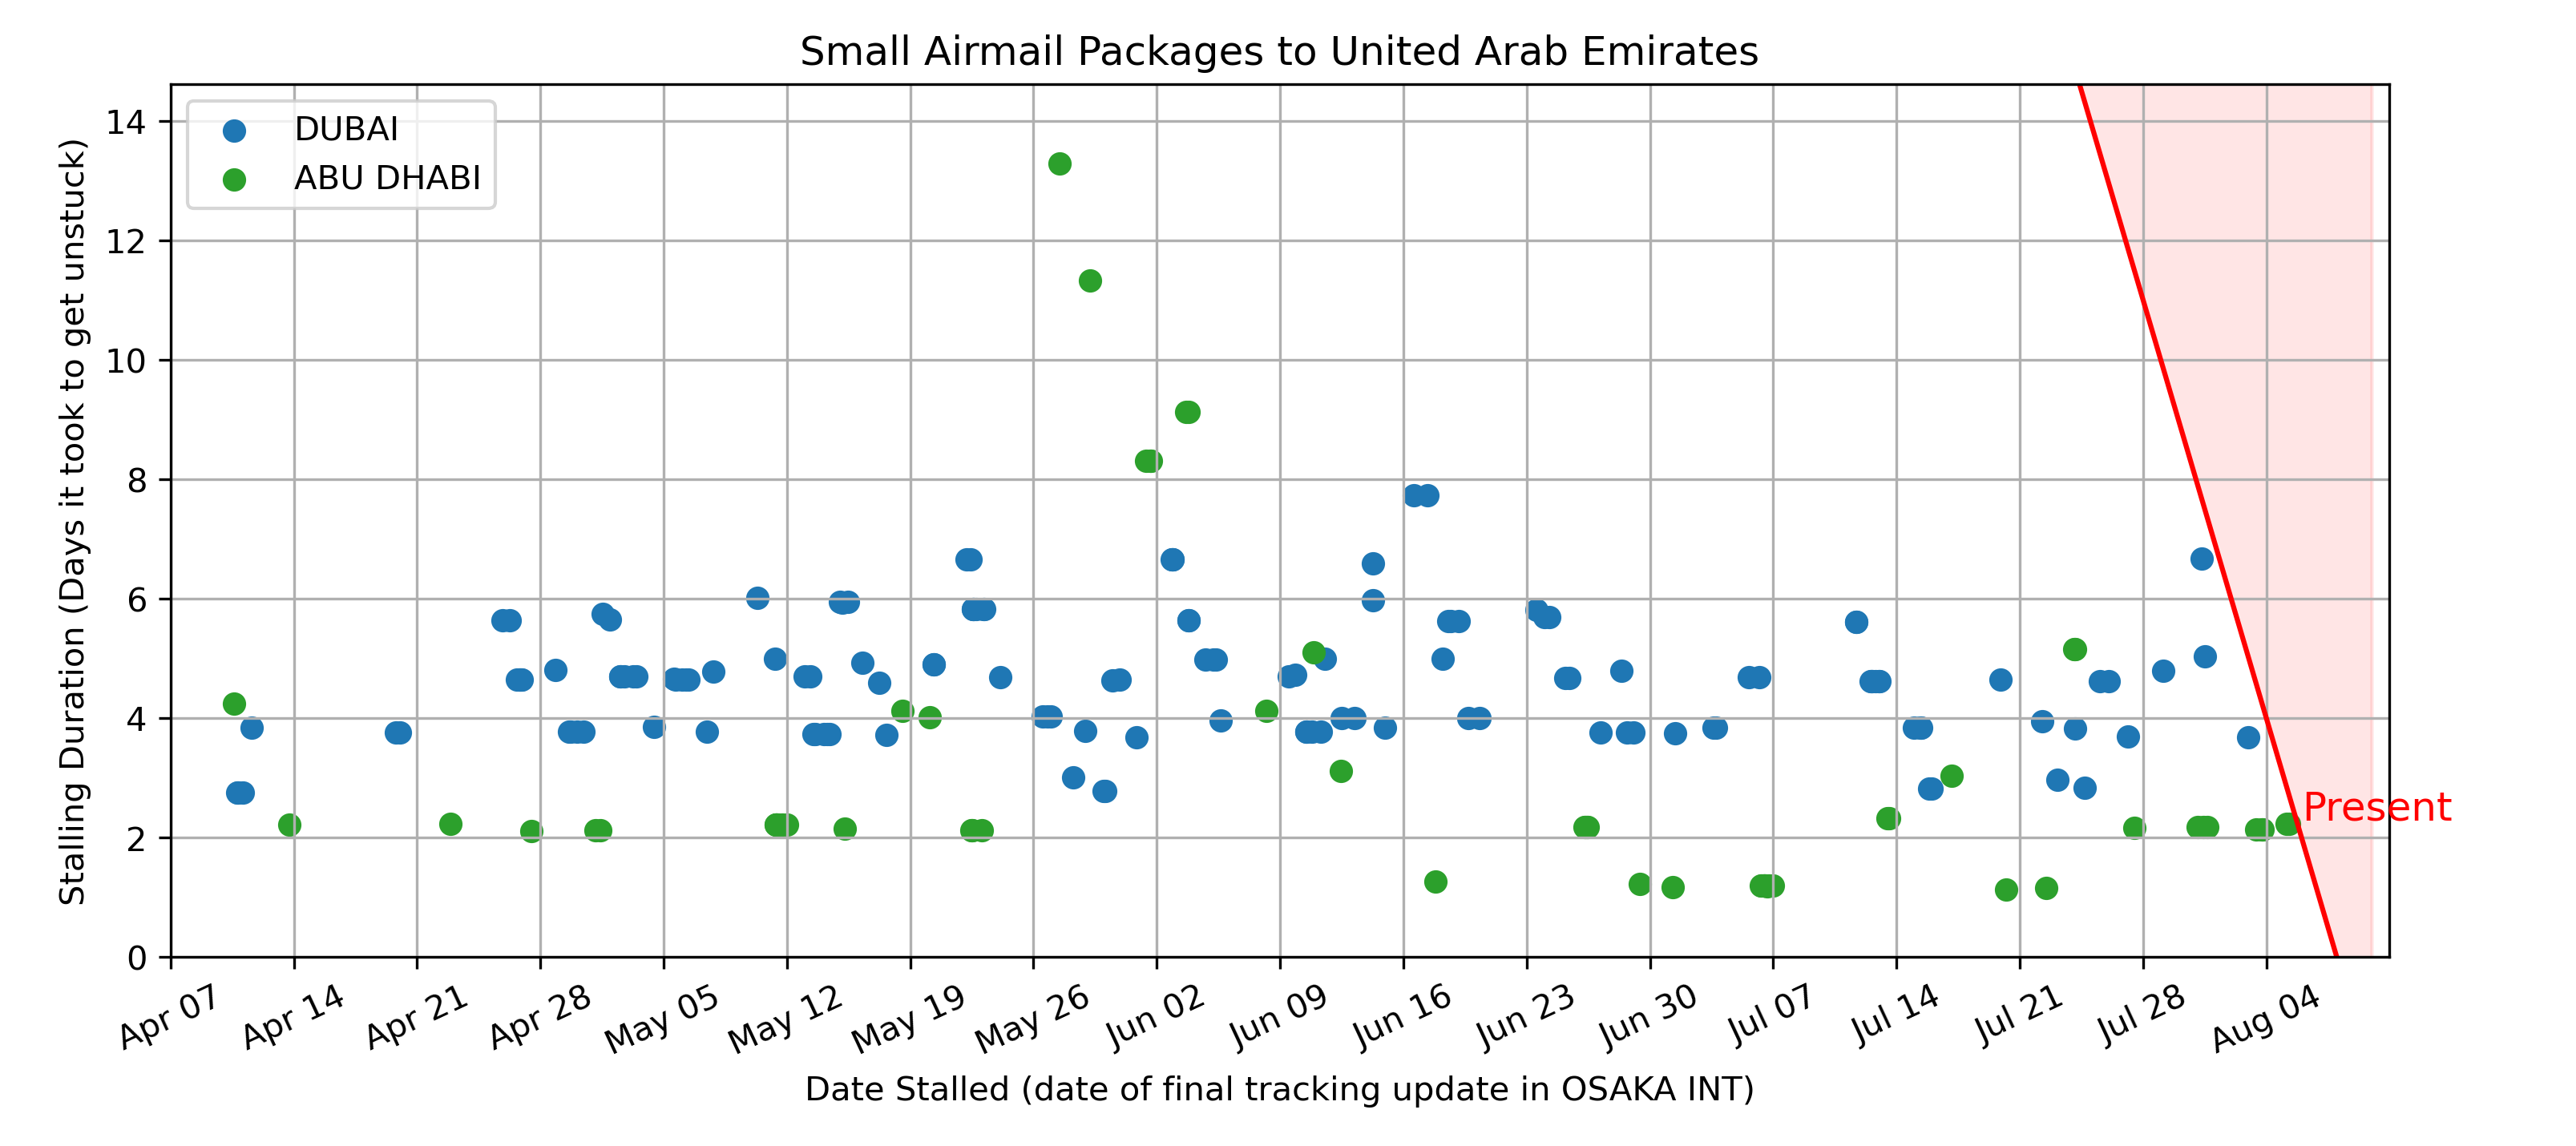 Small Airmail Packages to United Arab Emirates
DUBAI
ABU DHABI
Stalling Duration (Days it took to get unstuck)
14
12
10
8
6
4
2
0
Present
Apr 07
Apr 14
Apr 21
Apr 28
May 05
May 12
May 19
May 26
Jun 02
Jun 09
Jun 16
Jun 23
Jun 30
Jul 07
Jul 14
Jul 21
Jul 28
Aug 04
Date Stalled (date of final tracking update in OSAKA INT)